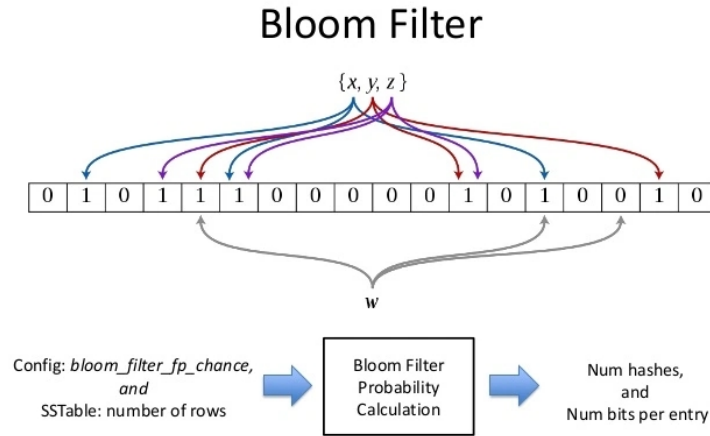 Bloom Filter
{x, y, z}
0 1 0 1 1 1 0 0 0 0 0 1 0 1 0 0 1 0
w
Config: bloom_filter_fp_chance,
and
SSTable: number of rows
Bloom Filter
Probability
Calculation
Num hashes,
and
Num bits per entry